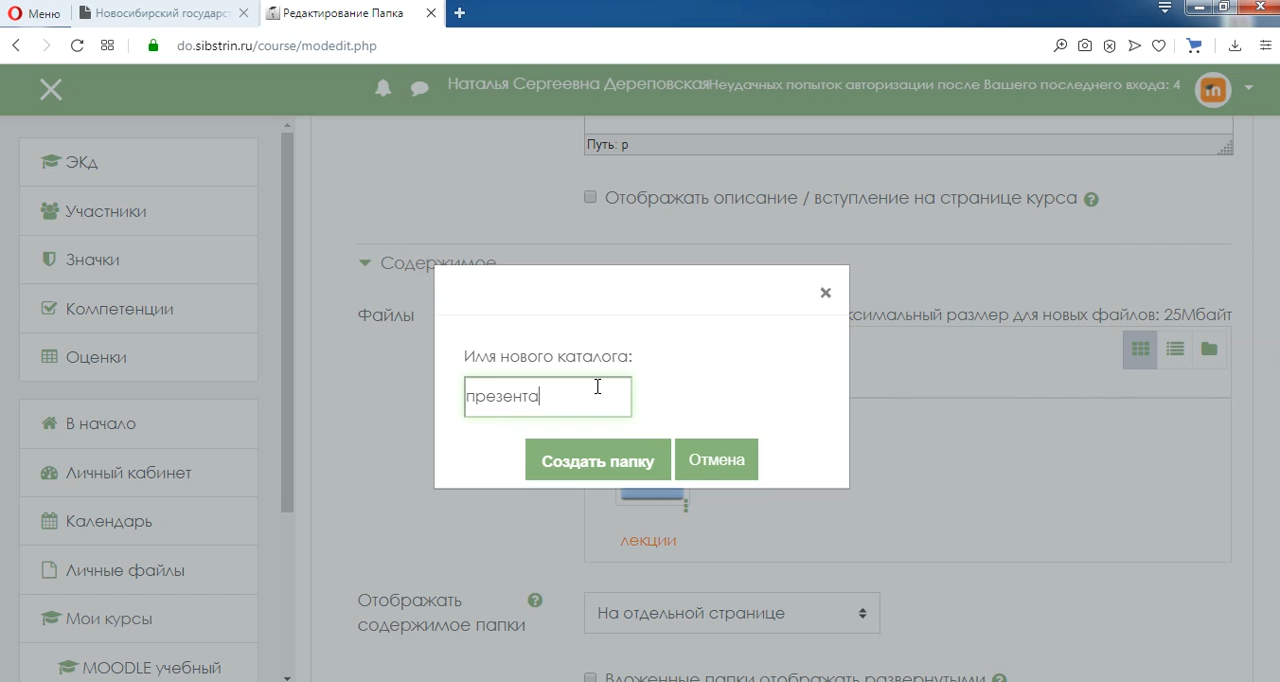 Меню
Новосибирский государст
Редактирование Папка
do.sibstrin.ru/course/modedit.php
Наталья Сергеевна Дереповская
Неудачных попыток авторизации после Вашего последнего входа: 4
ЭКд
Участники
Значки
Компетенции
Оценки
В начало
Личный кабинет
Календарь
Личные файлы
Мои курсы
MOODLE учебный
Путь: p
Отображать описание / вступление на странице курса
Содержимое
Файлы
ксимальный размер для новых файлов: 25Мбайт
Имя нового каталога:
презента
Создать папку
Отмена
лекции
Отображать
содержимое папки
На отдельной странице
Вложенные папки отображать развернутыми